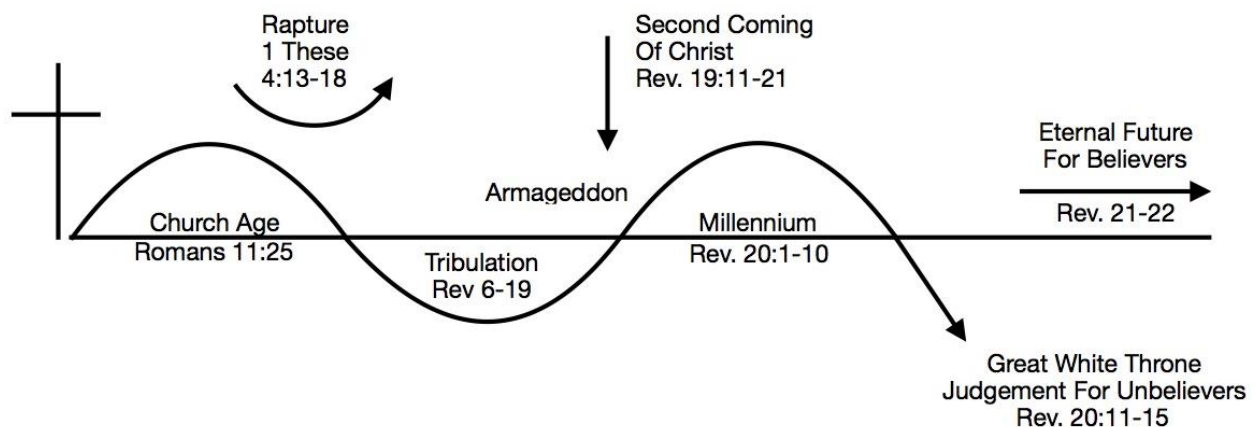 Rapture
1 These
4:13-18
Second Coming
Of Christ
Rev. 19:11-21
Eternal Future
For Believers
Rev. 21-22
Armageddon
Church Age
Romans 11:25
Tribulation
Rev 6-19
Millennium
Rev. 20:1-10
Great White Throne
Judgement For Unbelievers
Rev. 20:11-15